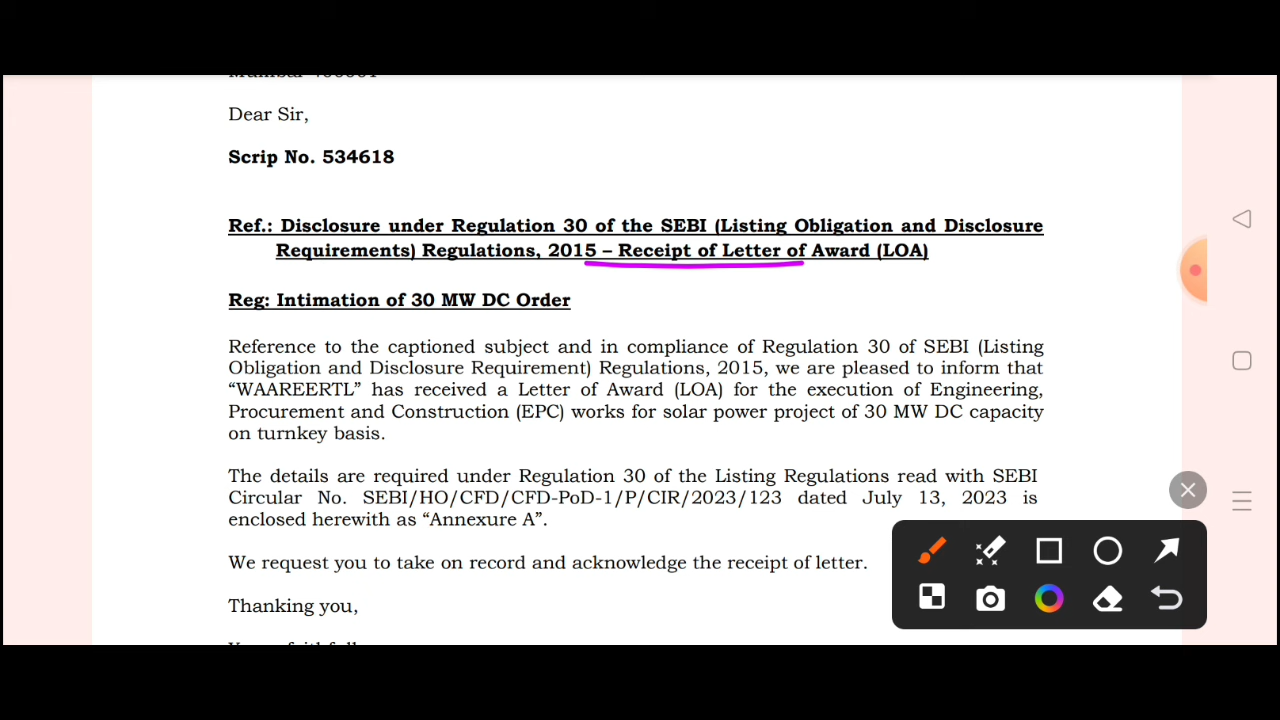 Dear Sir,
Scrip No. 534618
Ref.: Disclosure under Regulation 30 of the SEBI (Listing Obligation and Disclosure
Requirements) Regulations, 2015 – Receipt of Letter of Award (LOA)
Reg: Intimation of 30 MW DC Order
Reference to the captioned subject and in compliance of Regulation 30 of SEBI (Listing
Obligation and Disclosure Requirement) Regulations, 2015, we are pleased to inform that
“WAAREERTL” has received a Letter of Award (LOA) for the execution of Engineering,
Procurement and Construction (EPC) works for solar power project of 30 MW DC capacity
on turnkey basis.
The details are required under Regulation 30 of the Listing Regulations read with SEBI
Circular No. SEBI/HO/CFD/CFD-PoD-1/P/CIR/2023/123 dated July 13, 2023 is
enclosed herewith as “Annexure A”.
We request you to take on record and acknowledge the receipt of letter.
Thanking you,